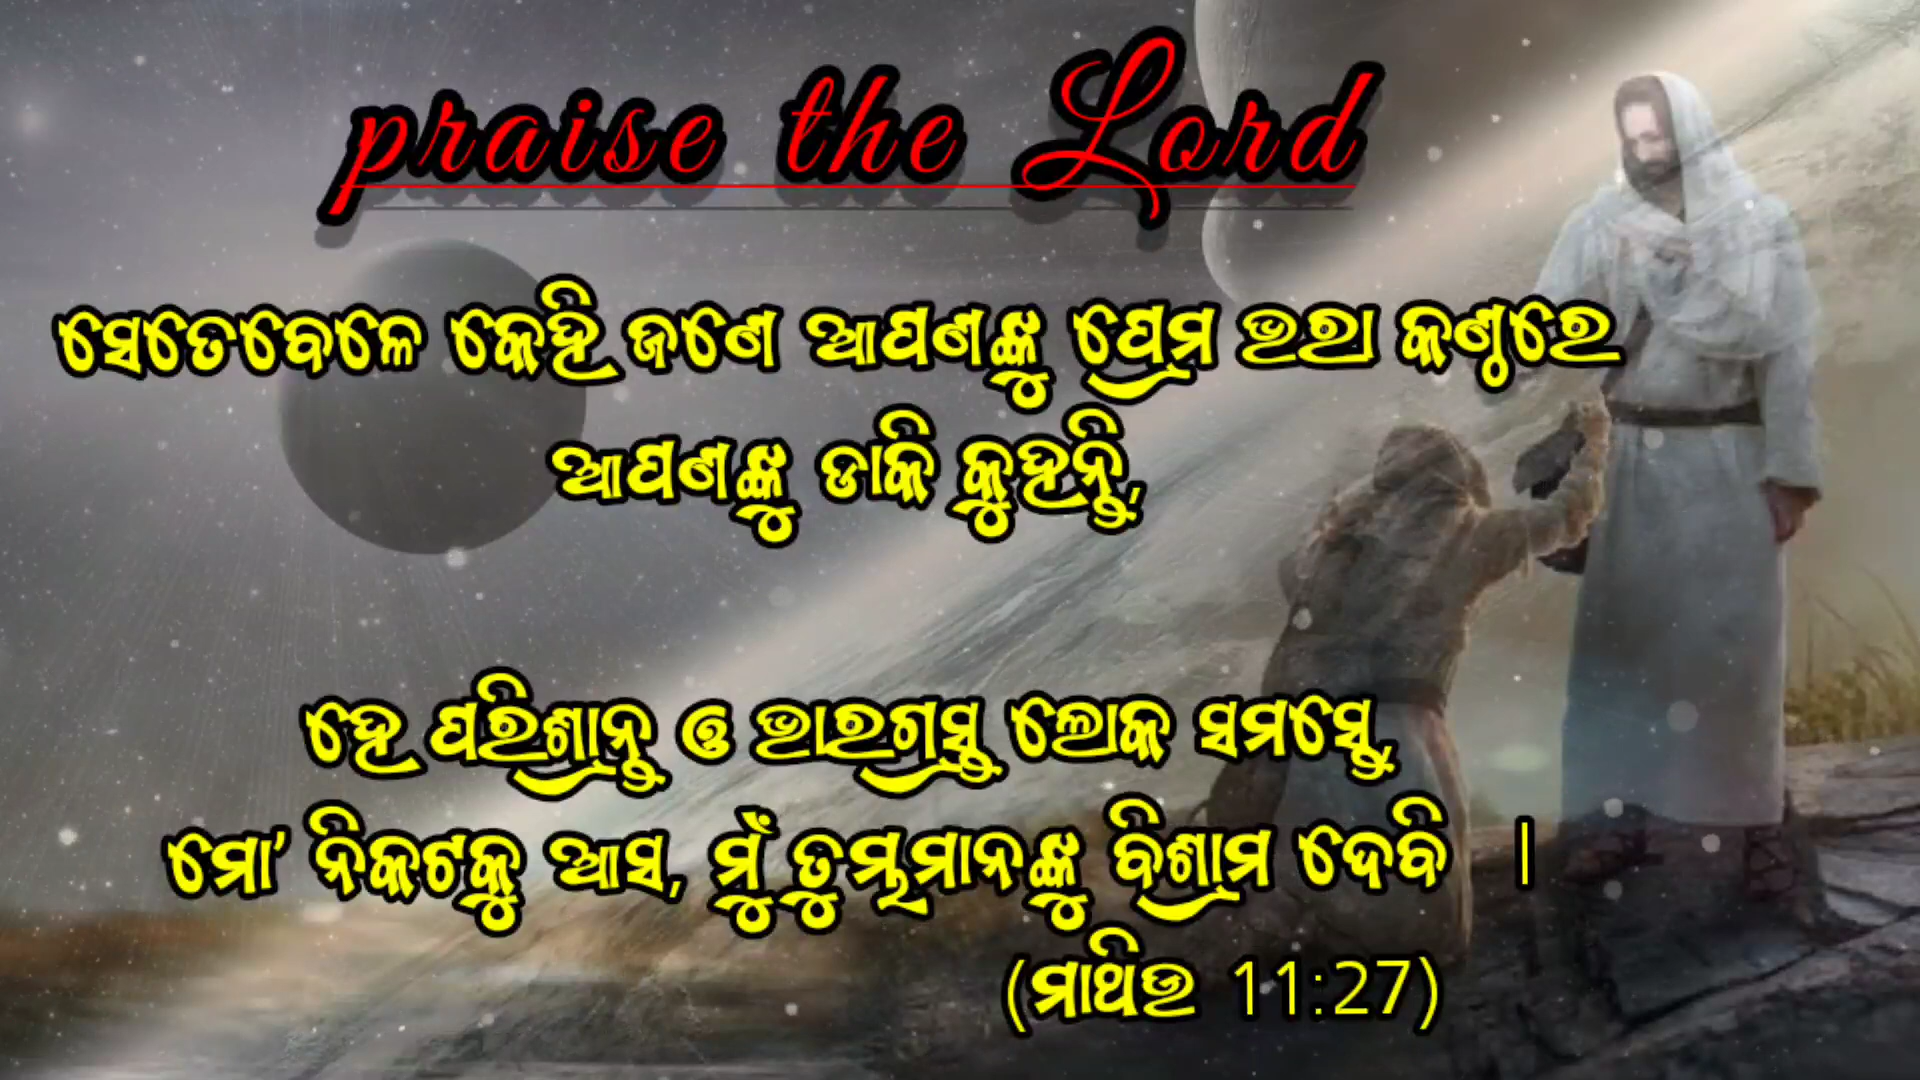 praise the Lord
ସେତେବେଳେ କେହି ଜଣେ ଆପଣଙ୍କୁ ପ୍ରେମ ଭରା କଣ୍ଠରେ
ଆପଣଙ୍କୁ ଡାକି କୁହନ୍ତି,
ହେ ପରିଶ୍ରାନ୍ତ ଓ ଭାରଗ୍ରସ୍ତ ଲୋକ ସମସ୍ତେ,
ମୋ' ନିକଟକୁ ଆସ, ମୁଁ ତୁମ୍ଭମାନଙ୍କୁ ବିଶ୍ରାମ ଦେବି ।
(ମାଥିଉ 11:27)